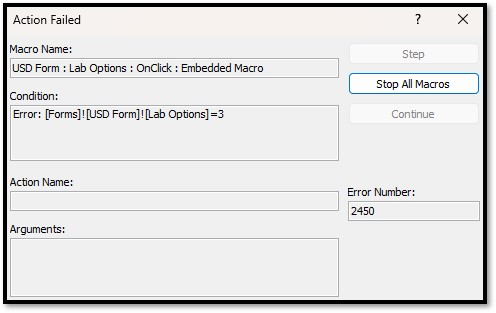 Action Failed
?
Macro Name:
USD Form : Lab Options : OnClick : Embedded Macro
Step
Stop All Macros
Condition:
Error: [Forms]![USD Form]![Lab Options]=3
Continue
Action Name:
Error Number:
2450
Arguments: